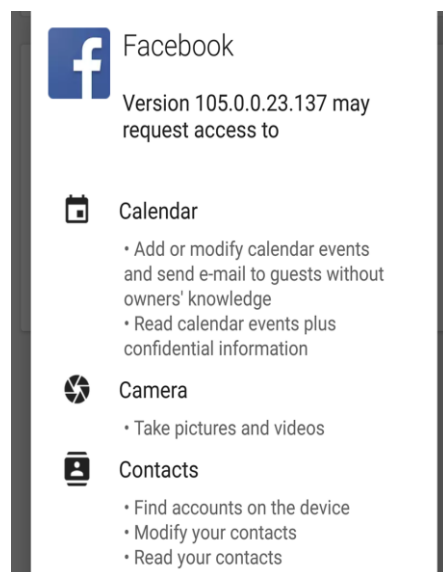 Facebook
Version 105.0.0.23.137 may
request access to
Calendar
• Add or modify calendar events
and send e-mail to guests without
owners' knowledge
• Read calendar events plus
confidential information
Camera
• Take pictures and videos
Contacts
• Find accounts on the device
• Modify your contacts
• Read your contacts